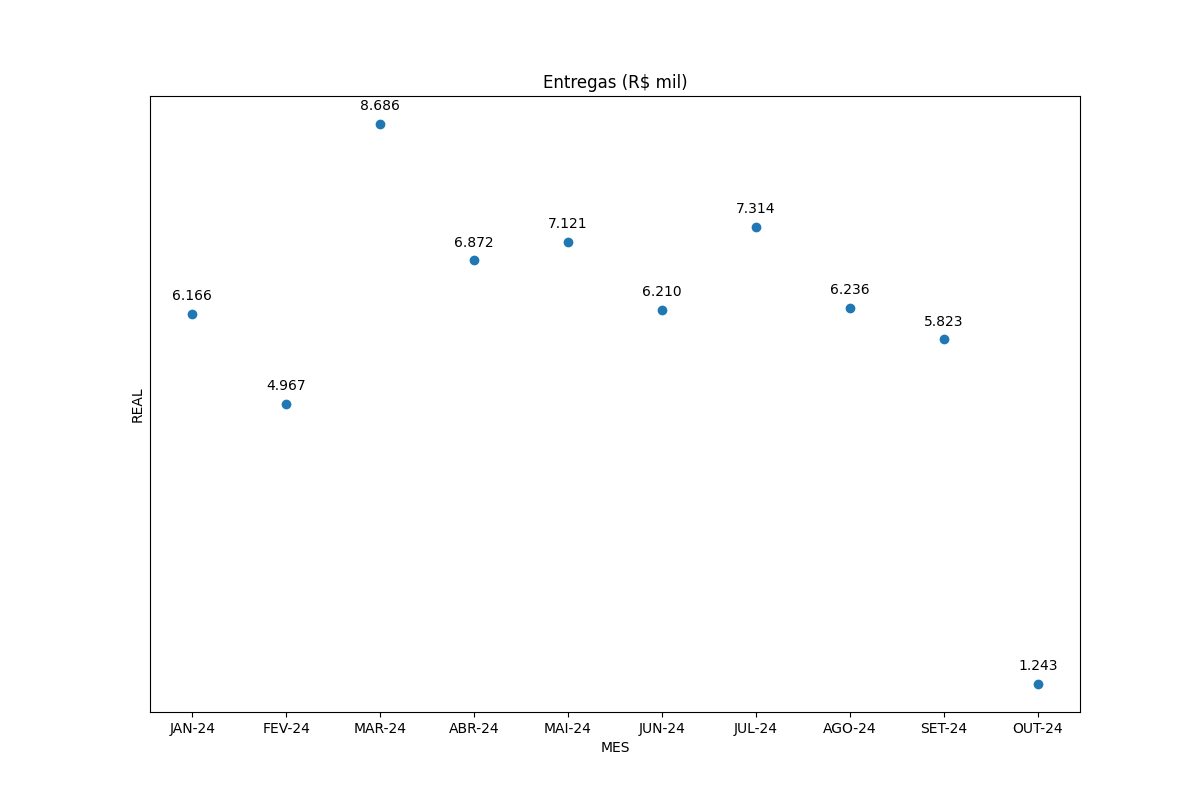 Entregas (R$ mil)
8.686
7.314
7.121
6.872
6.166
6.210
6.236
5.823
4.967
1.243
REAL
JAN-24 FEV-24 MAR-24 ABR-24 MAI-24 JUN-24 JUL-24 AGO-24 SET-24 OUT-24
MES